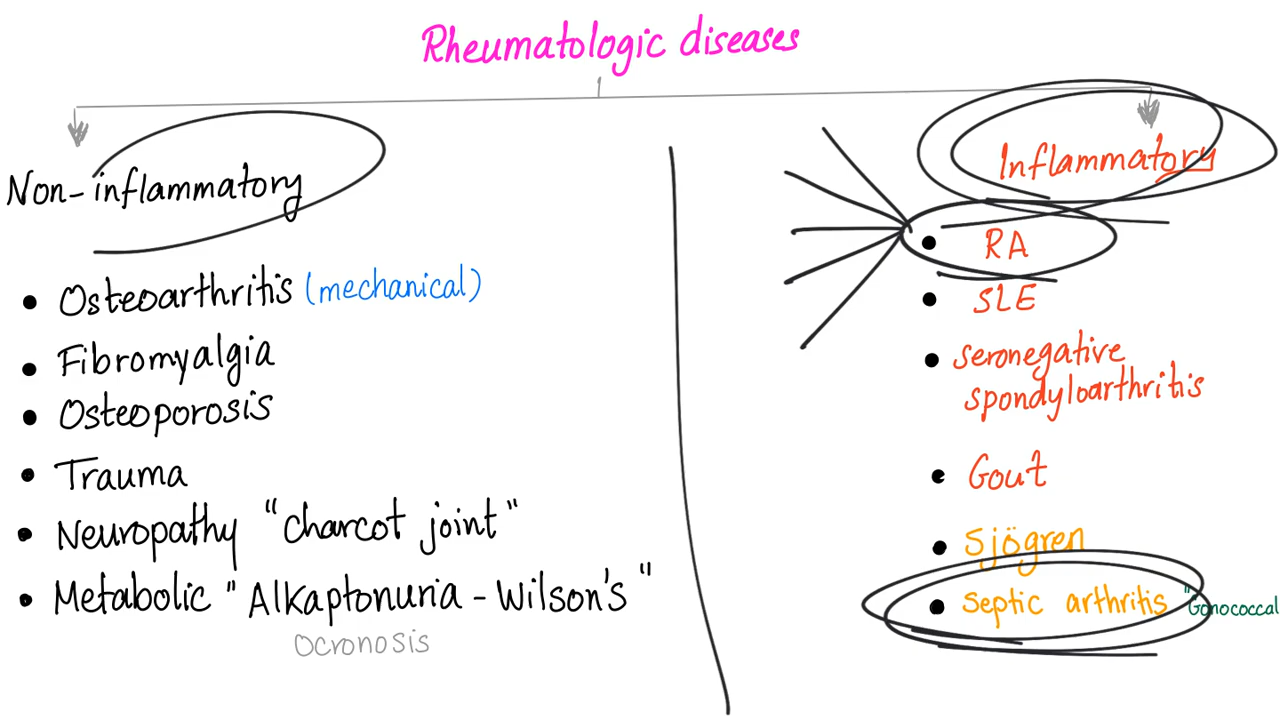 Rheumatologic diseases
Non-inflammatory
• Osteoarthritis (mechanical)
• Fibromyalgia
• Osteoporosis
• Trauma
• Neuropathy "charcot joint"
• Metabolic "Alkaptonuria - Wilson's"
Ocronosis
Inflammatory
• RA
• SLE
• seronegative
spondyloarthritis
• Gout
• Sjögren
• Septic arthritis "Gonococcal